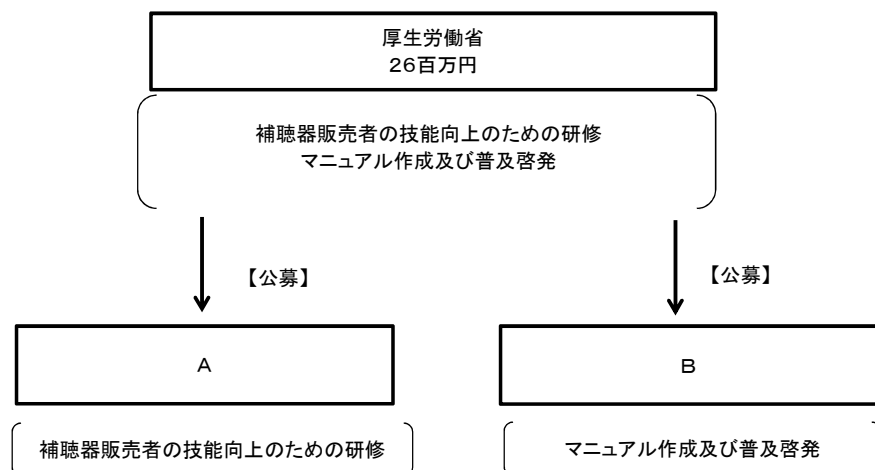 厚生労働省
26百万円
補聴器販売者の技能向上のための研修
マニュアル作成及び普及啓発
【公募】
【公募】
A
B
補聴器販売者の技能向上のための研修
マニュアル作成及び普及啓発